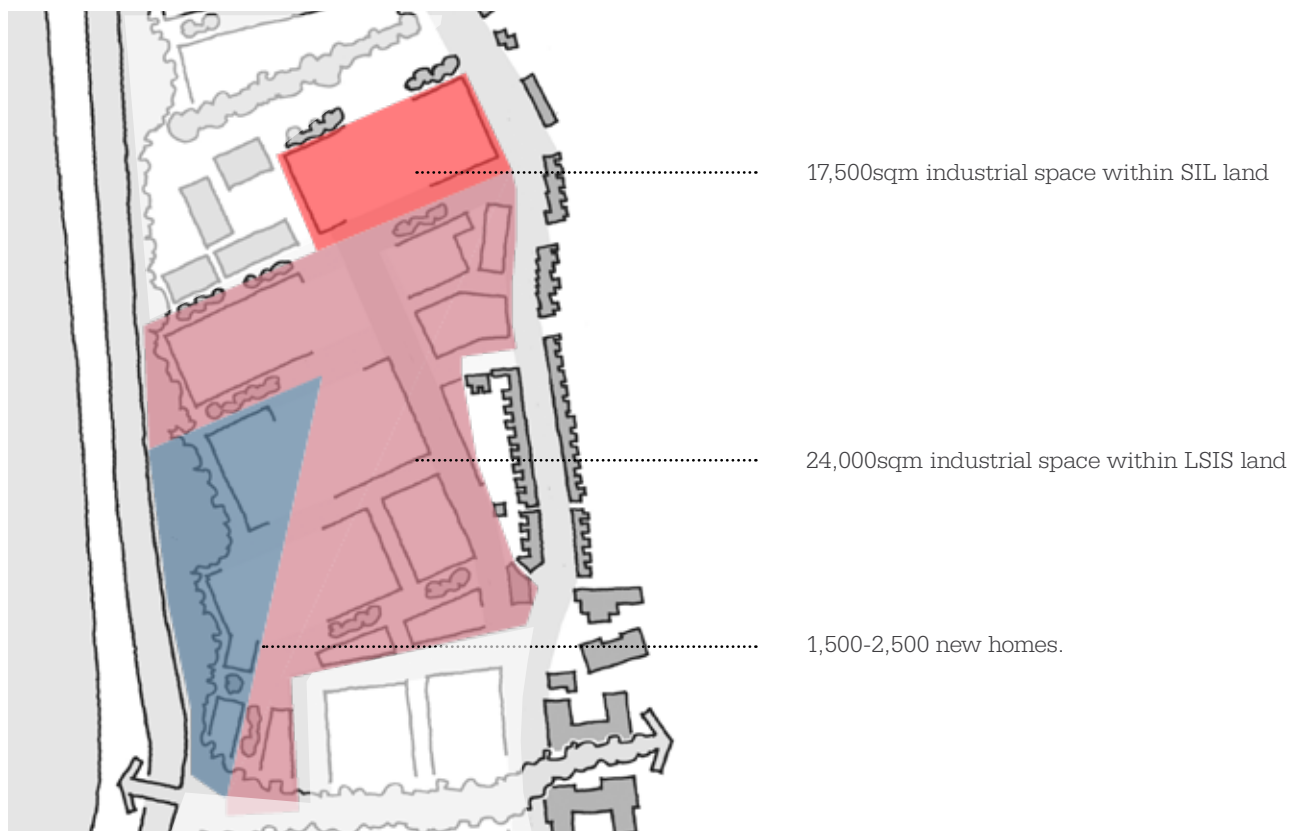 17,500sqm industrial space within SIL land
24,000sqm industrial space within LSIS land
1,500-2,500 new homes.